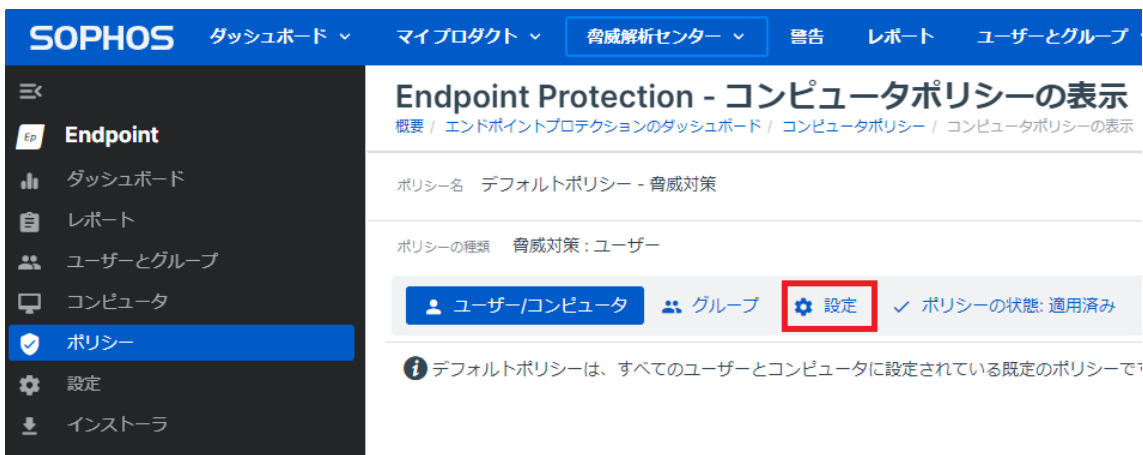 SOPHOS ダッシュボード マイプロダクト 脅威解析センター 警告 レポート ユーザーとグループ
Ep Endpoint
ダッシュボード
レポート
ユーザーとグループ
コンピュータ
ポリシー
設定
インストーラ
Endpoint Protection - コンピュータポリシーの表示
概要 / エンドポイントプロテクションのダッシュボード / コンピュータポリシー / コンピュータポリシーの表示
ポリシー名 デフォルトポリシー - 脅威対策
ポリシーの種類 脅威対策 : ユーザー
ユーザー/コンピュータ グループ 設定 ポリシーの状態: 適用済み
デフォルトポリシーは、すべてのユーザーとコンピュータに設定されている既定のポリシーで